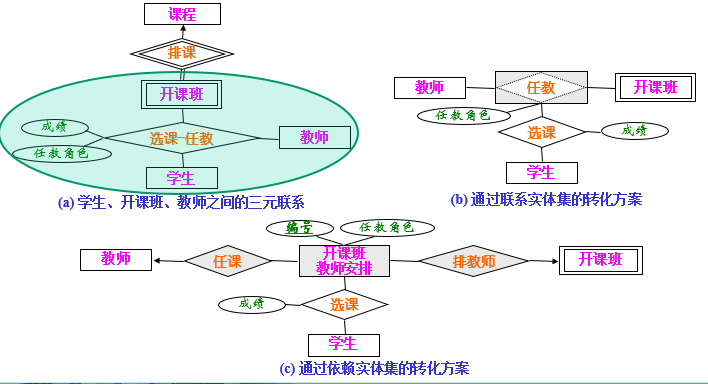 课程
排课
开课班
成绩
选课 任教
教师
任教角色
学生
(a) 学生、开课班、教师之间的三元联系
教师
任教
开课班
任教角色
选课
成绩
学生
(b) 通过联系实体集的转化方案
编号
任教角色
教师
任课
开课班
教师安排
排教师
开课班
成绩
选课
学生
(c) 通过依赖实体集的转化方案